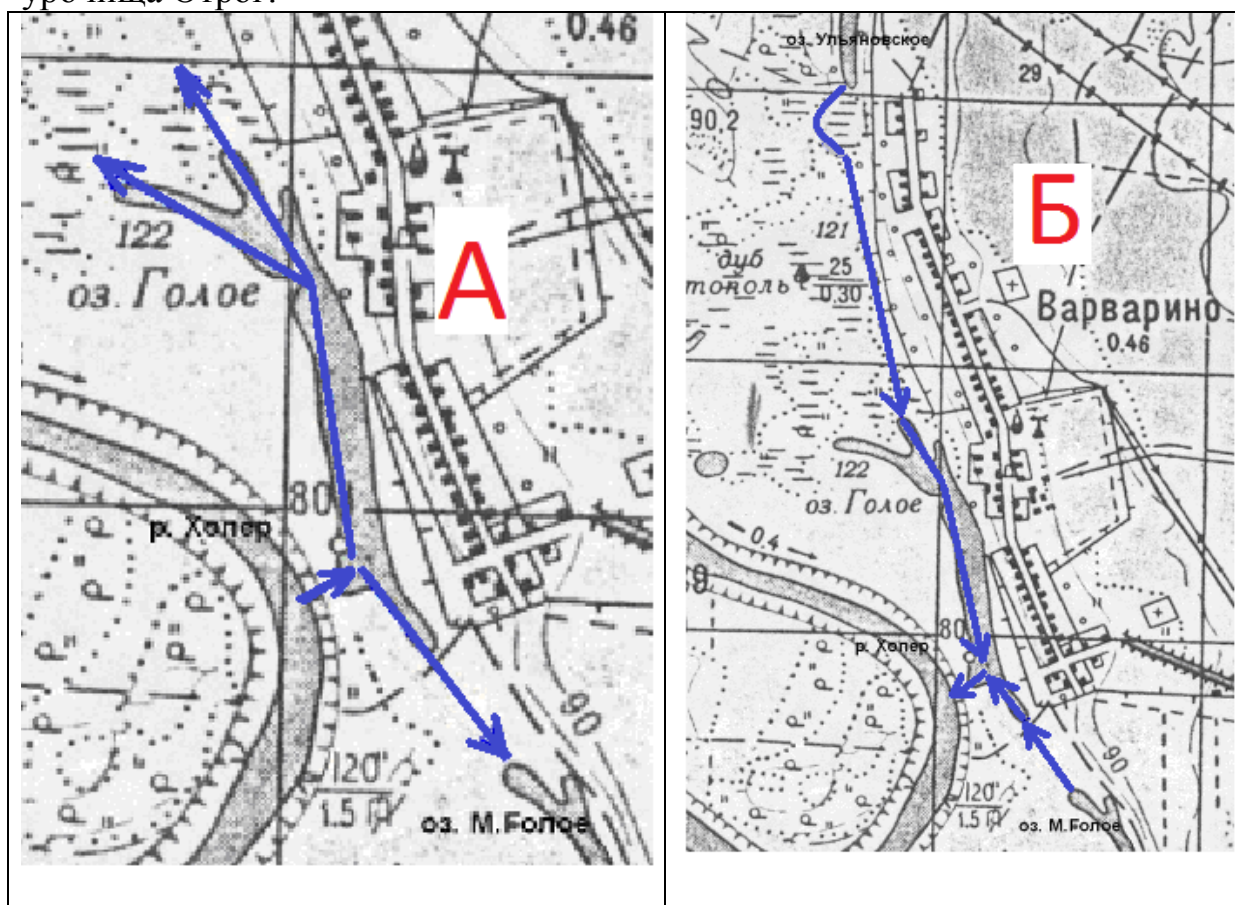 урочища Отрог:
0.46
122
оз. Голое
А
80
р. Хопер
90
120
1.5 П
оз. М.Голое
оз. Ульяновское
29
90.2
Б
121
дуб
тополь
25
0.30
Варварино
0.46
122
оз. Голое
0.4
80
р. Хопер
90
120
1.5 П
оз. М.Голое